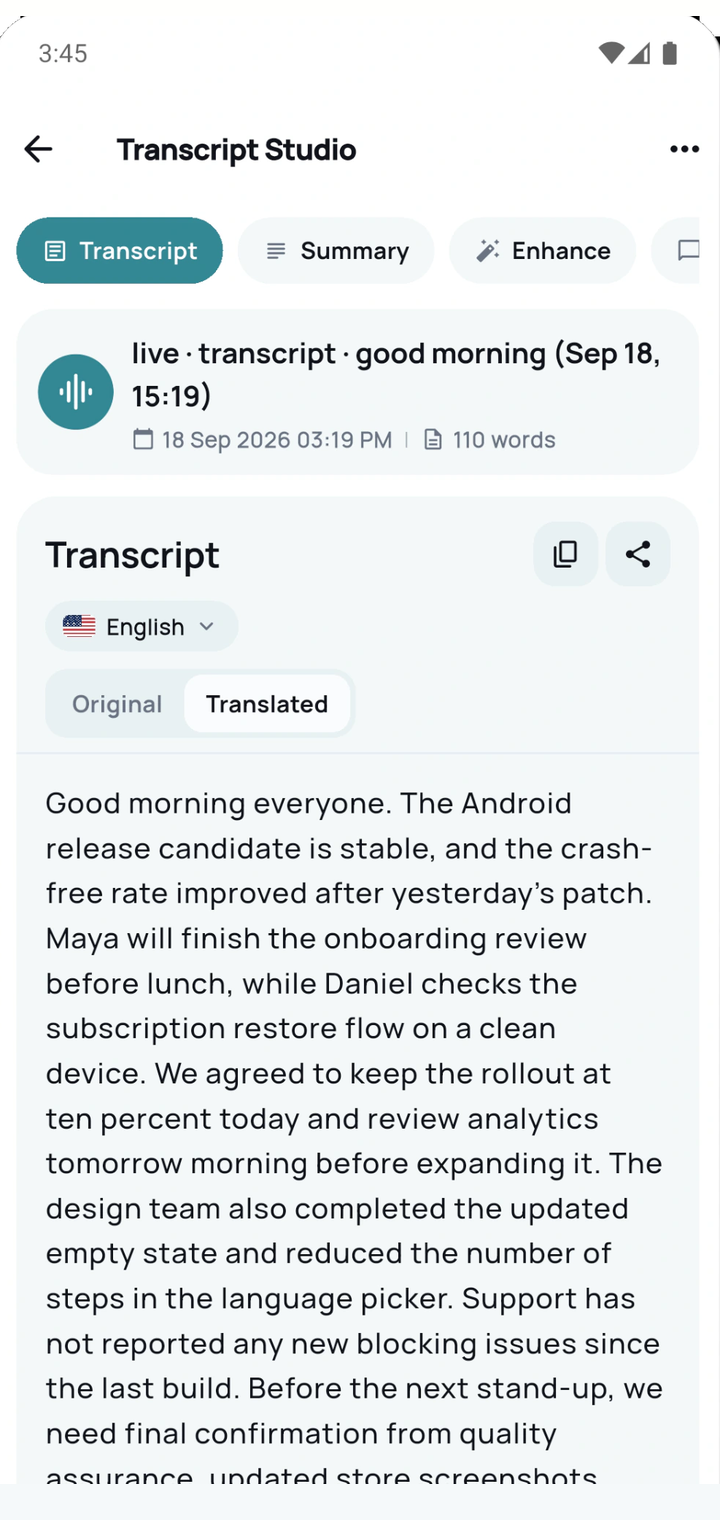 3:45
Transcript Studio
Transcript
Summary
Enhance
live · transcript · good morning (Sep 18,
15:19)
18 Sep 2026 03:19 PM | 110 words
Transcript
English
Original
Translated
Good morning everyone. The Android
release candidate is stable, and the crash-
free rate improved after yesterday’s patch.
Maya will finish the onboarding review
before lunch, while Daniel checks the
subscription restore flow on a clean
device. We agreed to keep the rollout at
ten percent today and review analytics
tomorrow morning before expanding it. The
design team also completed the updated
empty state and reduced the number of
steps in the language picker. Support has
not reported any new blocking issues since
the last build. Before the next stand-up, we
need final confirmation from quality
assurance, updated store screenshots,